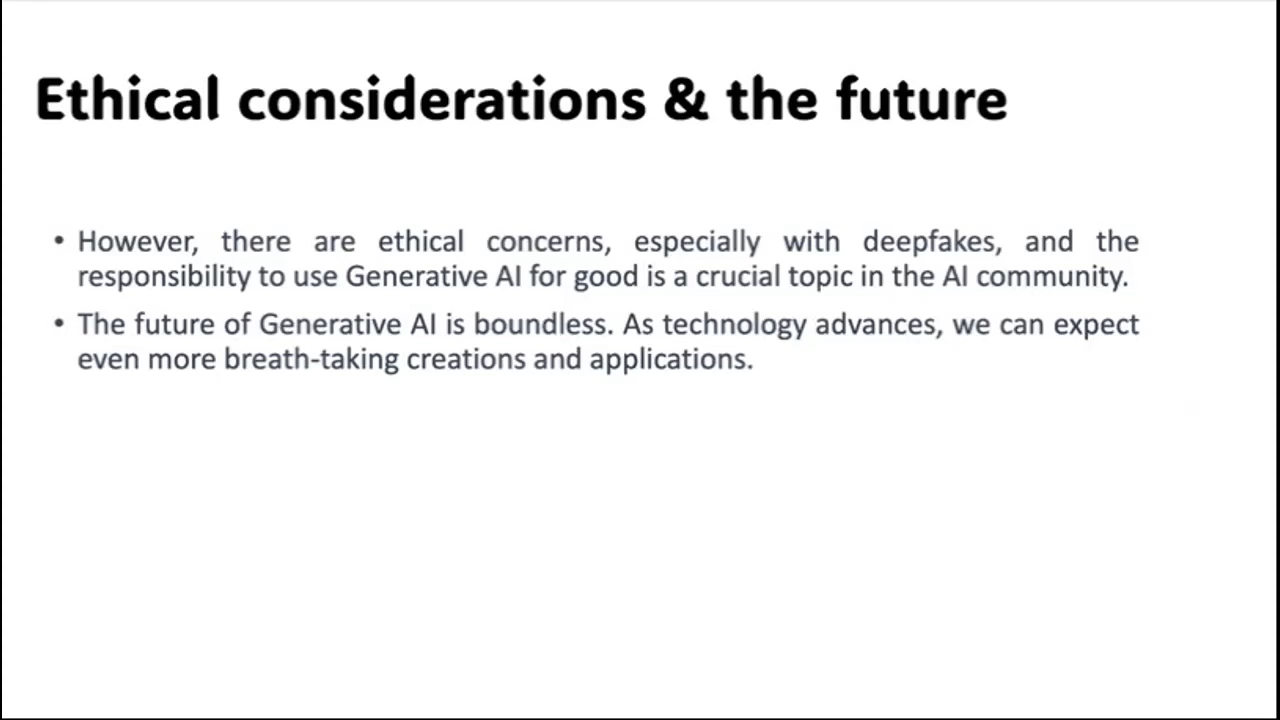 Ethical considerations & the future
• However, there are ethical concerns, especially with deepfakes, and the
responsibility to use Generative AI for good is a crucial topic in the AI community.
• The future of Generative AI is boundless. As technology advances, we can expect
even more breath-taking creations and applications.